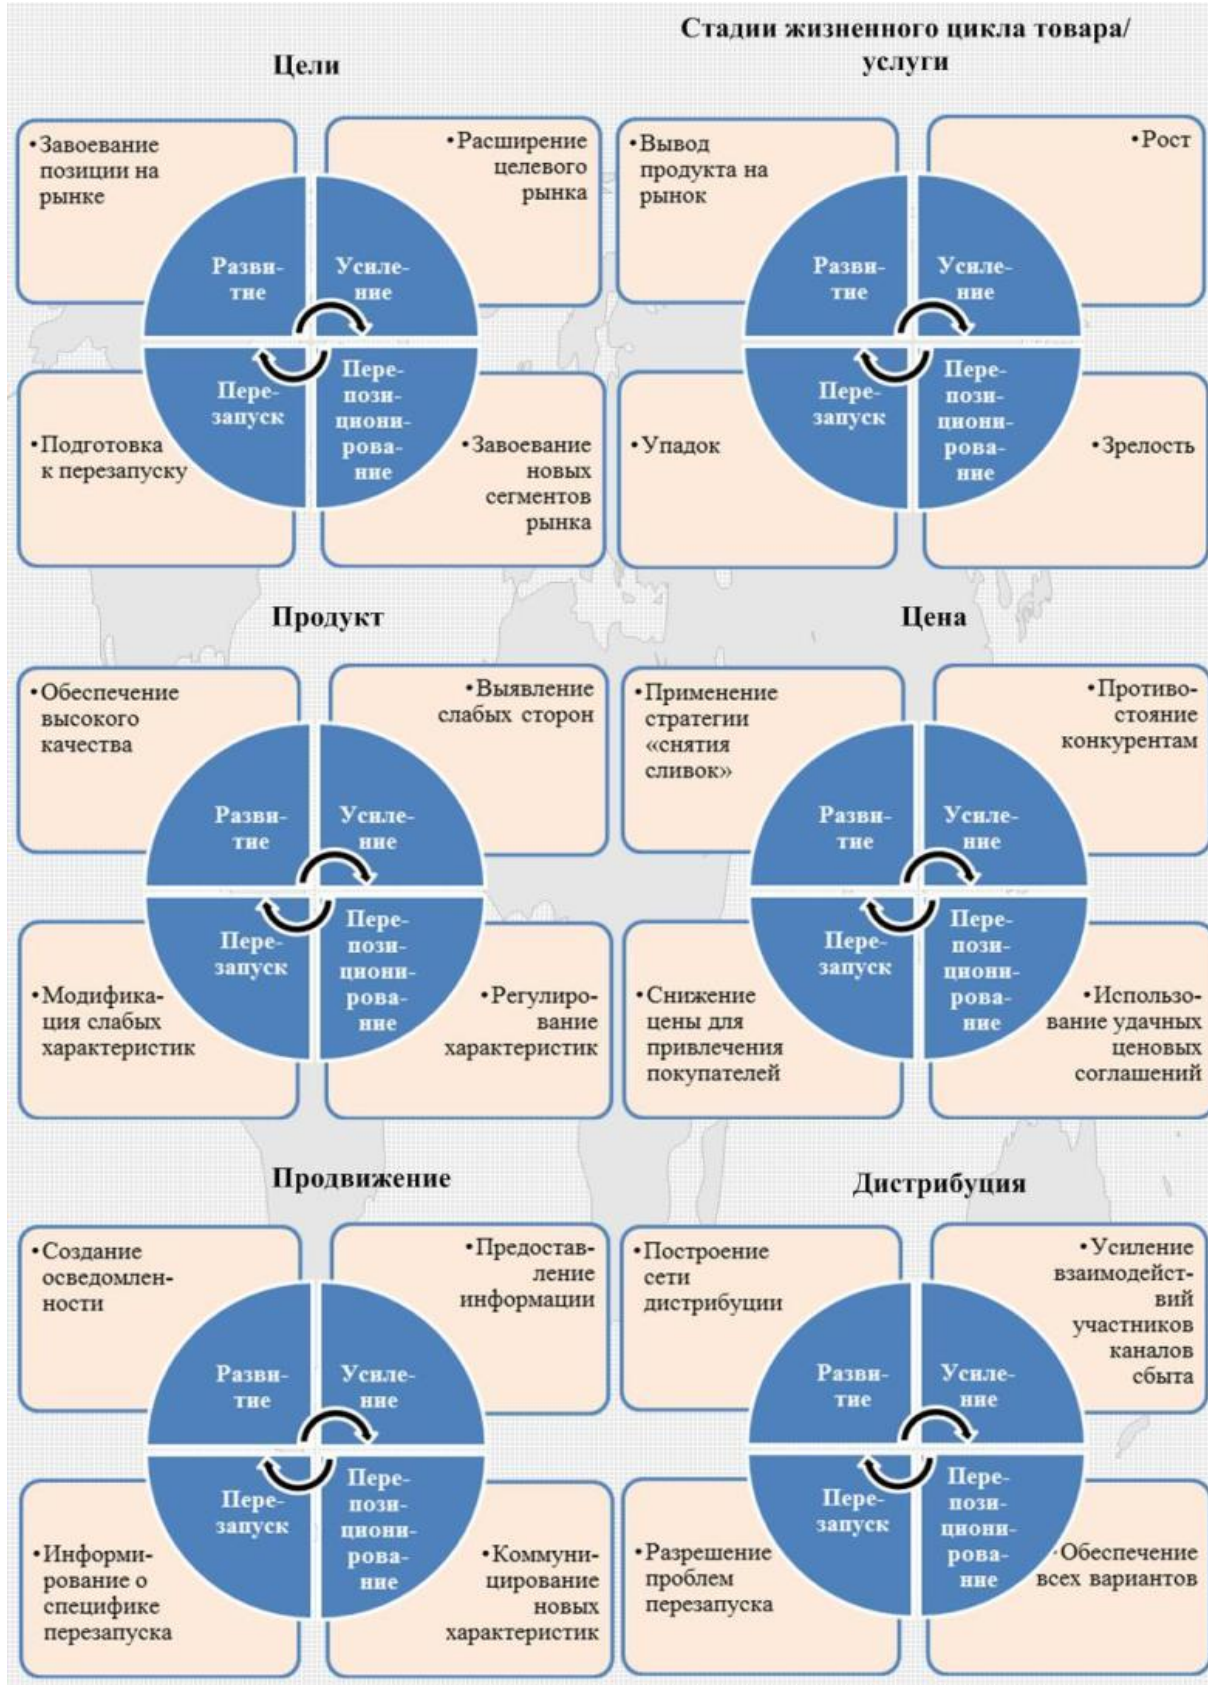 Цели
•Завоевание
позиции на
рынке
•Расширение
целевого
рынка
Разви-
тие
Усиле-
ние
Пере-
запуск
Пере-
пози-
циони-
рова-
ние
•Подготовка
к перезапуску
•Завоевание
новых
сегментов
рынка
Стадии жизненного цикла товара/
услуги
•Вывод
продукта на
рынок
•Рост
Разви-
тие
Усиле-
ние
Пере-
запуск
Пере-
пози-
циони-
рова-
ние
•Упадок
•Зрелость
Продукт
•Обеспечение
высокого
качества
•Выявление
слабых сторон
Разви-
тие
Усиле-
ние
Пере-
запуск
Пере-
пози-
циони-
рова-
ние
•Модифика-
ция слабых
характеристик
•Регулиро-
вание
характеристик
Цена
•Применение
стратегии
«снятия
сливок»
•Противо-
стояние
конкурентам
Разви-
тие
Усиле-
ние
Пере-
запуск
Пере-
пози-
циони-
рова-
ние
•Снижение
цены для
привлечения
покупателей
•Использо-
вание удачных
ценовых
соглашений
Продвижение
•Создание
осведомлен-
ности
•Предостав-
ление
информации
Разви-
тие
Усиле-
ние
Пере-
запуск
Пере-
пози-
циони-
рова-
ние
•Информи-
рование о
специфике
перезапуска
•Коммуни-
цирование
новых
характеристик
Дистрибуция
•Построение
сети
дистрибуции
•Усиление
взаимодейст-
вий
участников
каналов
сбыта
Разви-
тие
Усиле-
ние
Пере-
запуск
Пере-
пози-
циони-
рова-
ние
•Разрешение
проблем
перезапуска
•Обеспечение
всех вариантов